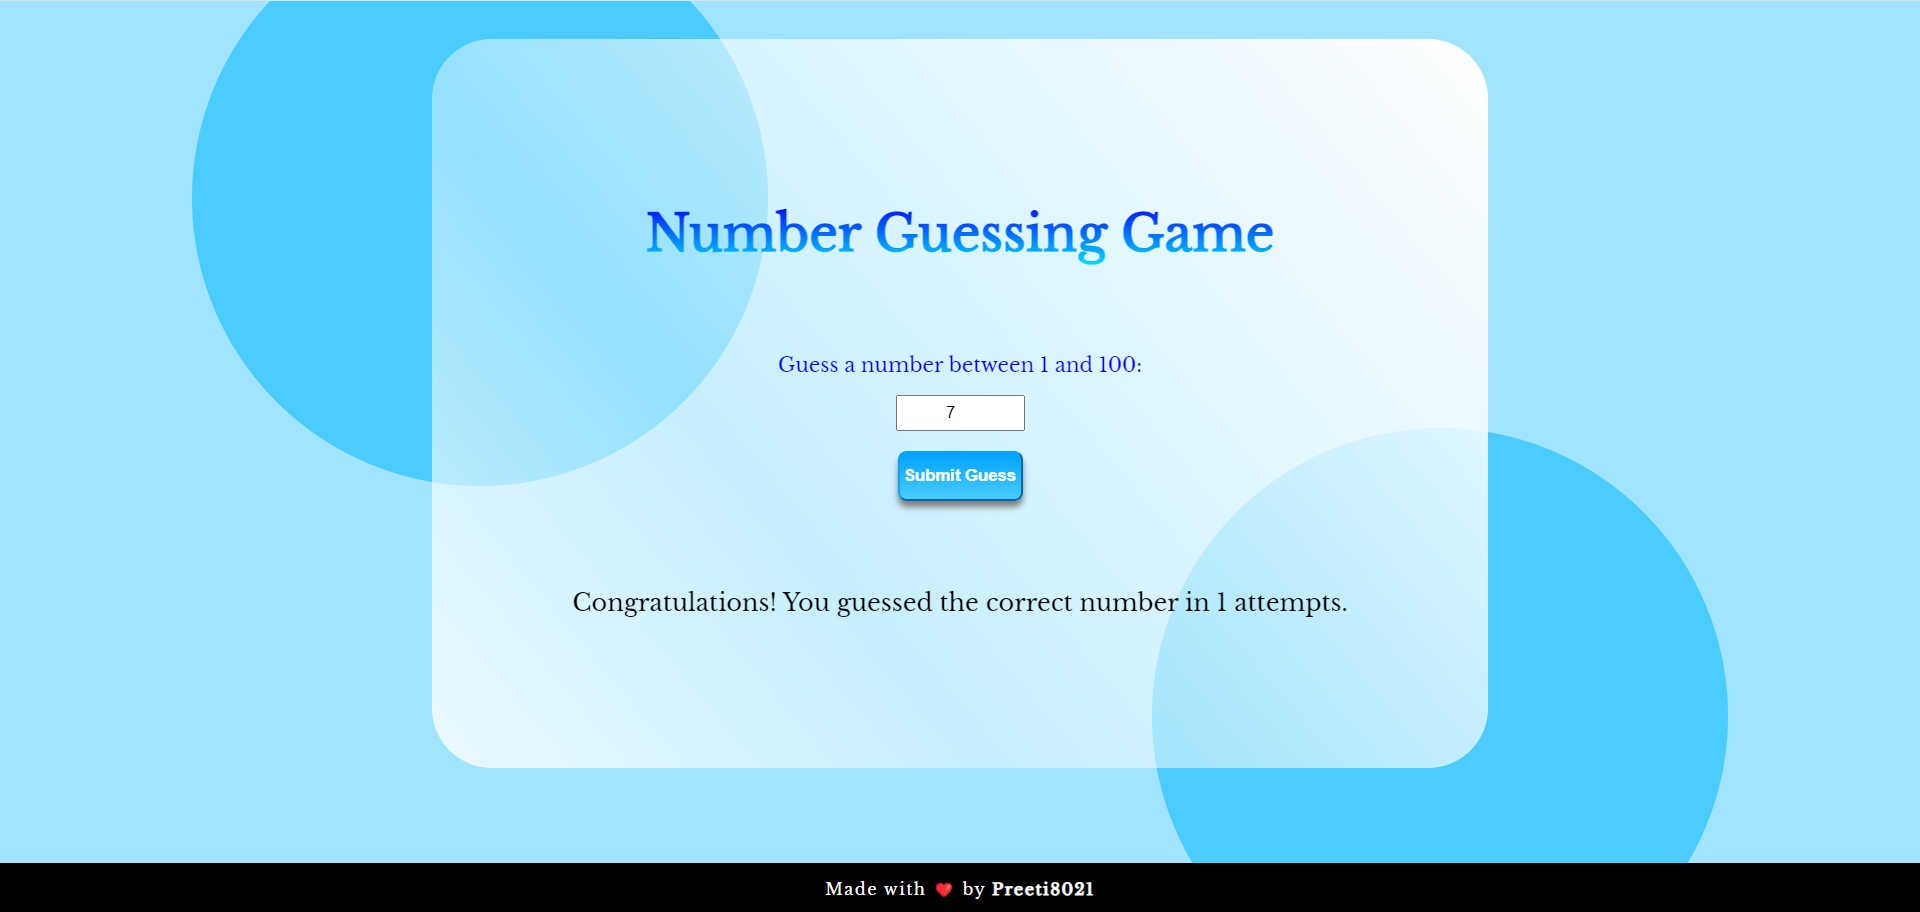 Number Guessing Game
Guess a number between 1 and 100:
7
Submit Guess
Congratulations! You guessed the correct number in 1 attempts.
Made with ❤️ by Preeti8021